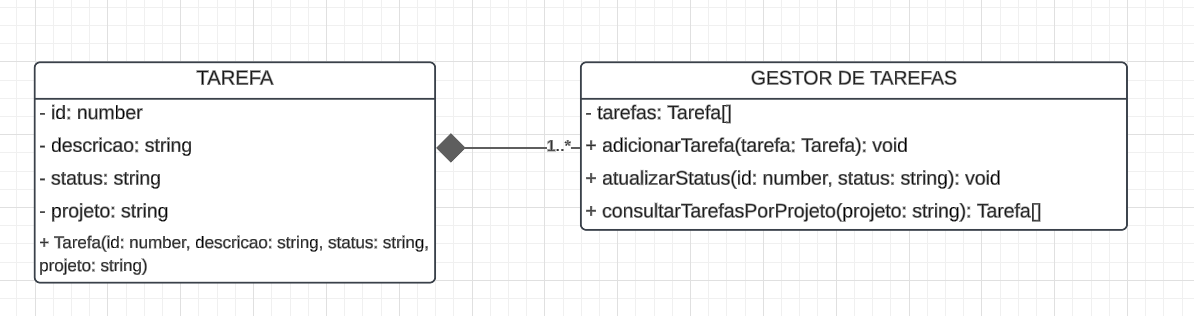 TAREFA
- id: number
- descricao: string
- status: string
- projeto: string
+ Tarefa(id: number, descricao: string, status: string,
projeto: string)
1..*
GESTOR DE TAREFAS
- tarefas: Tarefa[]
+ adicionarTarefa(tarefa: Tarefa): void
+ atualizarStatus(id: number, status: string): void
+ consultarTarefasPorProjeto(projeto: string): Tarefa[]